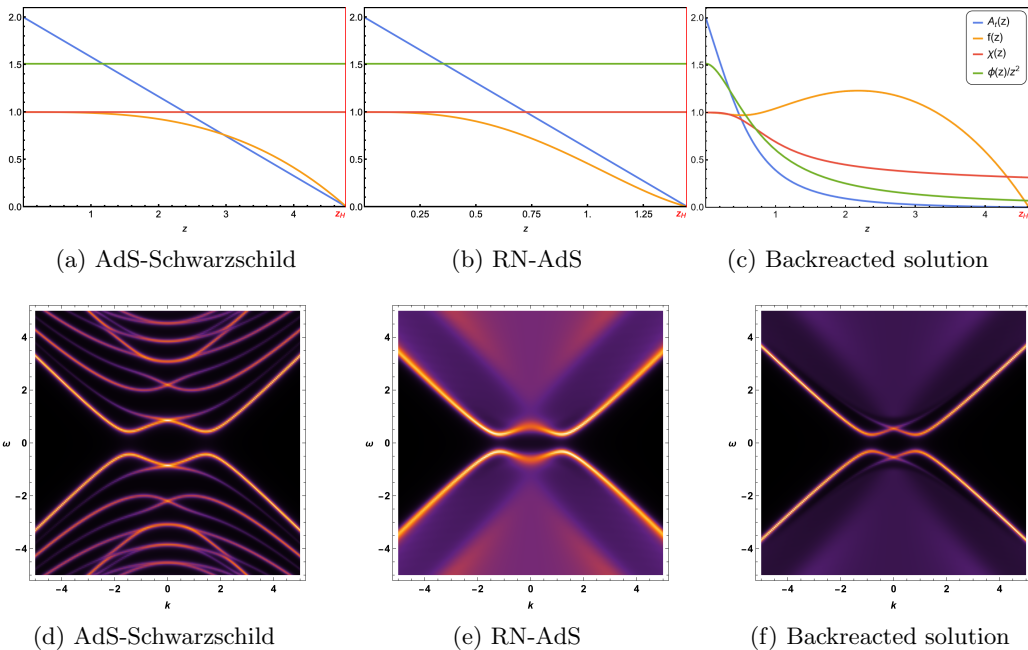 2.0
1.5
1.0
0.5
0.0
1 2 3 4 z_H
z
2.0
1.5
1.0
0.5
0.0
0.25 0.5 0.75 1. 1.25 z_H
z
2.0
1.5
1.0
0.5
0.0
0 1 2 3 4 z_H
z
A_t(z)
f(z)
χ(z)
ϕ(z)/z²
(a) AdS-Schwarzschild
(b) RN-AdS
(c) Backreacted solution
4
2
ω 0
−2
−4
−4 −2 0 2 4
k
4
2
ω 0
−2
−4
−4 −2 0 2 4
k
4
2
ω 0
−2
−4
−4 −2 0 2 4
k
(d) AdS-Schwarzschild
(e) RN-AdS
(f) Backreacted solution